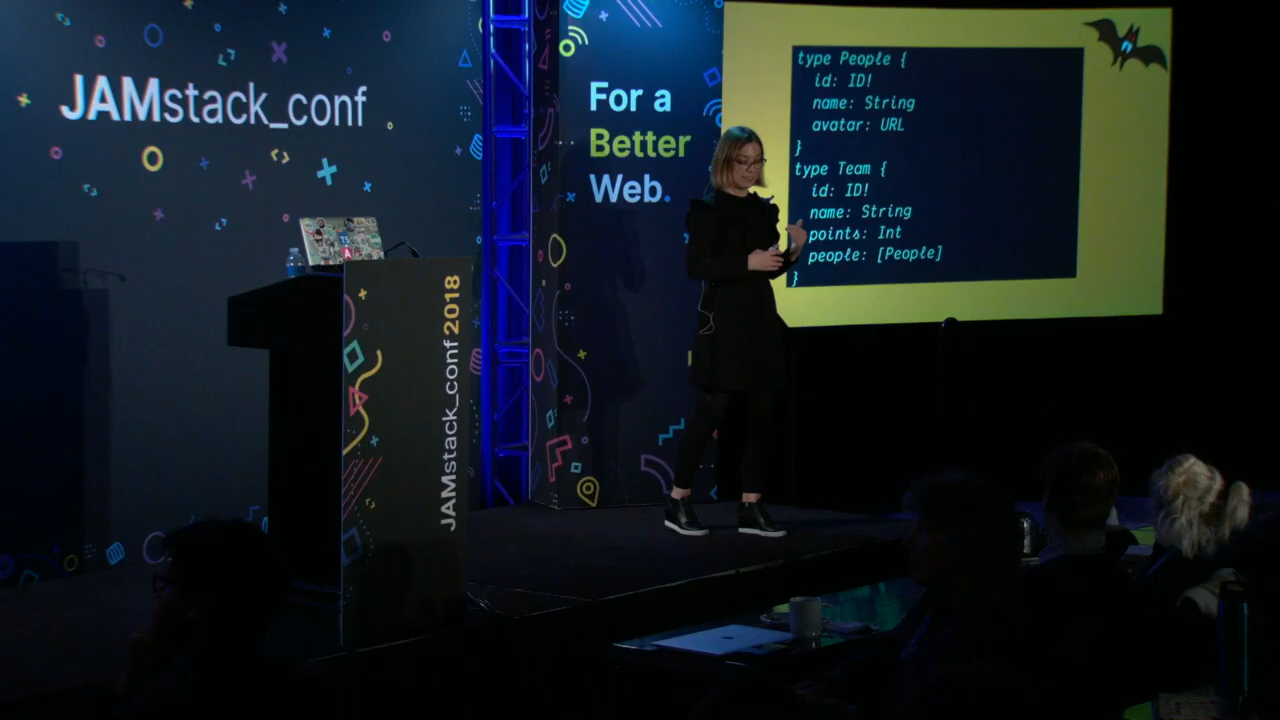 JAMstack_conf
For a
Better
Web.
type People {
id: ID!
name: String
avatar: URL
}
type Team {
id: ID!
name: String
points: Int
people: [People]
}
TS
A
JAMstack_conf 2018